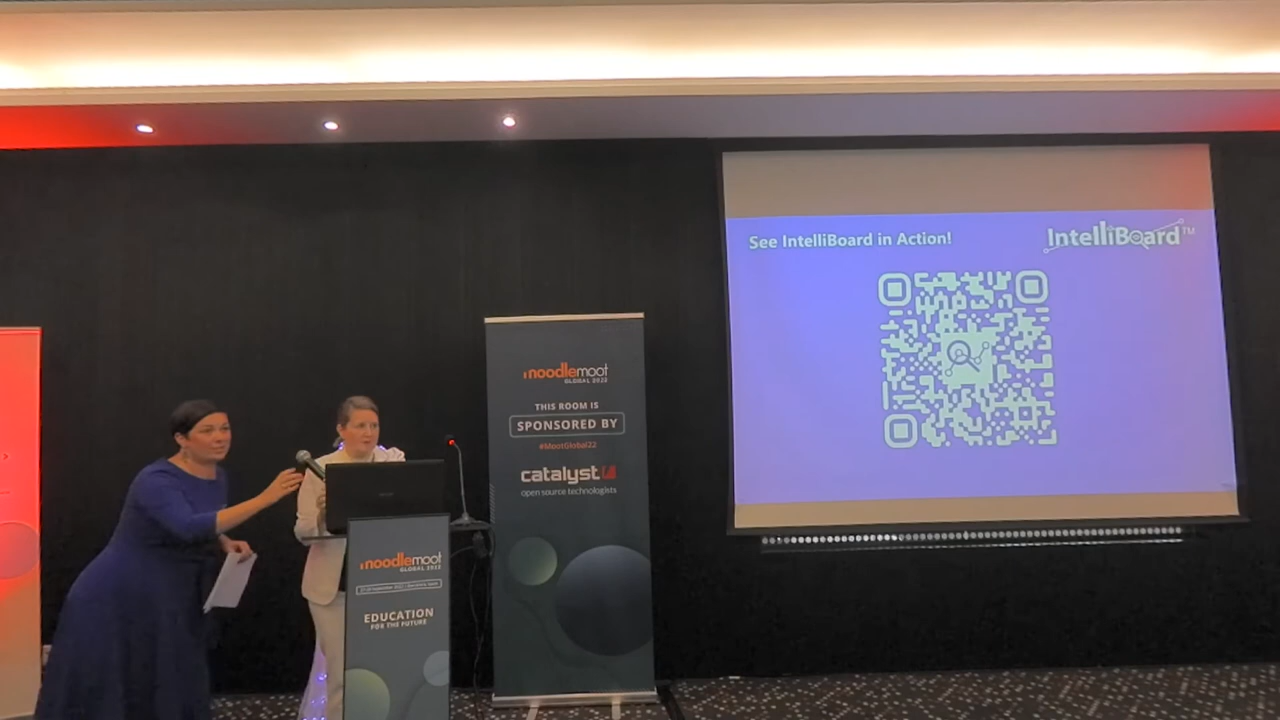 See IntelliBoard in Action!
IntelliBoard™
moodlemoot
GLOBAL 2022
THIS ROOM IS
SPONSORED BY
#MootGlobal22
catalyst
open source technologists
moodlemoot
GLOBAL 2022
EDUCATION
FOR THE FUTURE